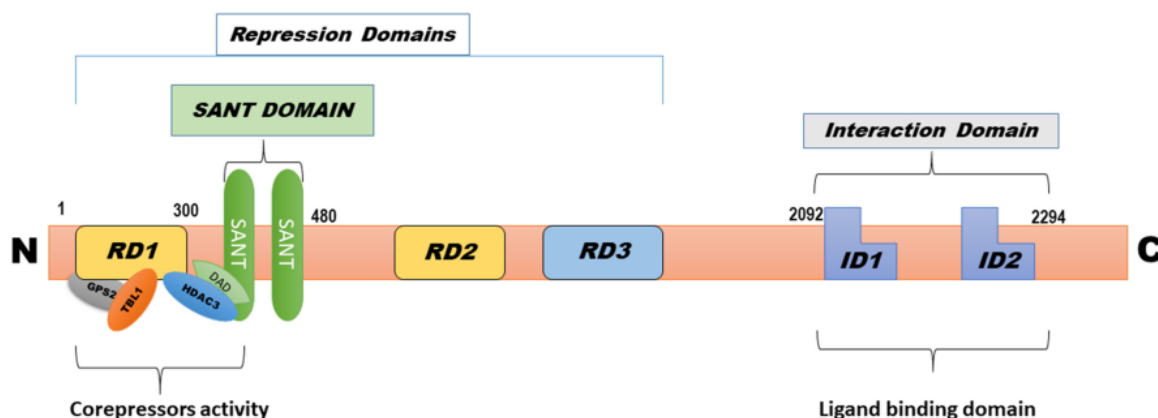 Repression Domains
SANT DOMAIN
Interaction Domain
1
300
480
2092
2294
N
RD1
SANT
SANT
RD2
RD3
ID1
ID2
C
GPS2
TBL1
HDAC3
DAD
Corepressors activity
Ligand binding domain